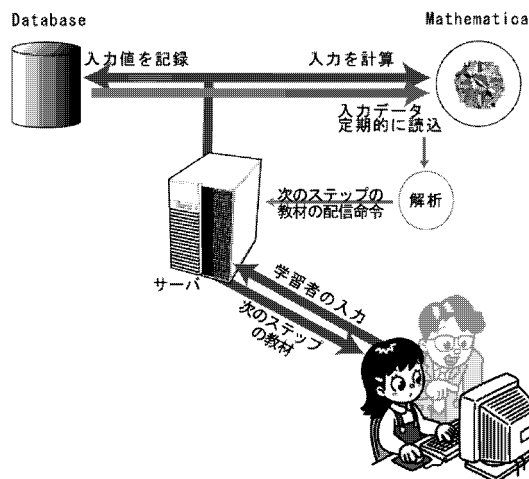 Database
Mathematica
入力値を記録
入力を計算
入力データ
定期的に読込
次のステップの
教材の配信命令
解析
サーバ
学習者の入力
次のステップ
の教材